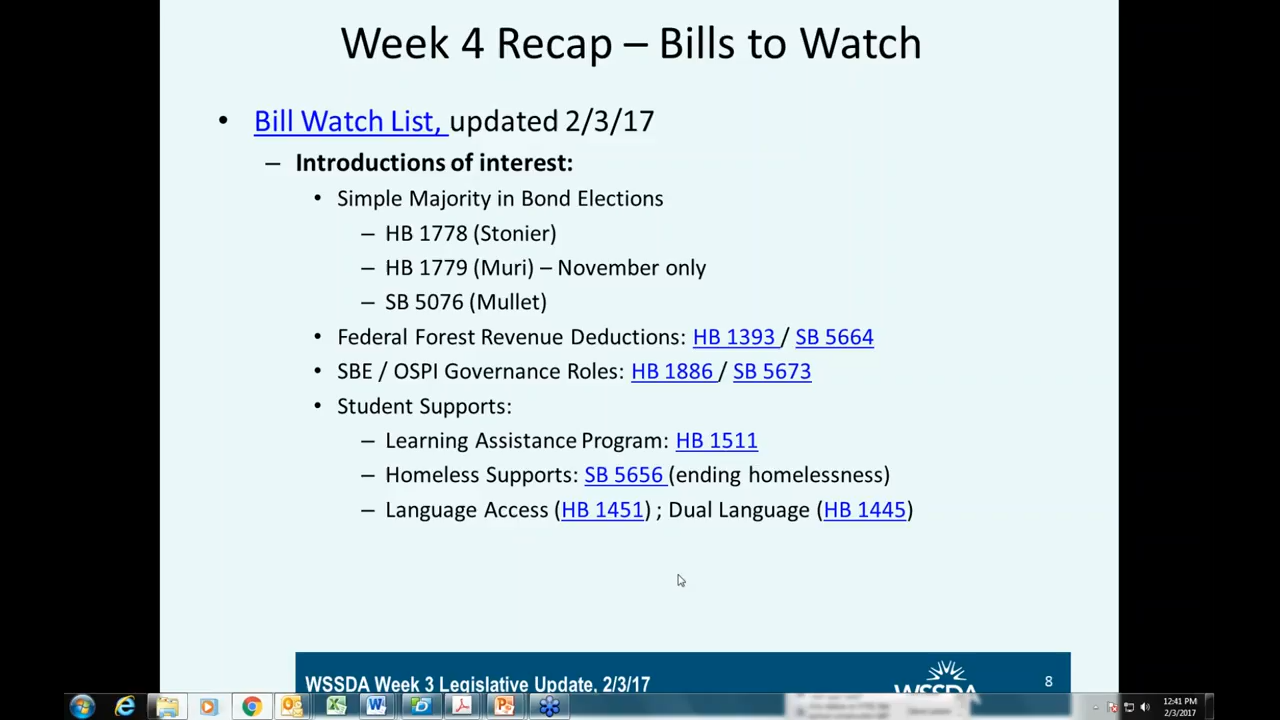 Week 4 Recap – Bills to Watch
• Bill Watch List, updated 2/3/17
– Introductions of interest:
• Simple Majority in Bond Elections
– HB 1778 (Stonier)
– HB 1779 (Muri) – November only
– SB 5076 (Mullet)
• Federal Forest Revenue Deductions: HB 1393 / SB 5664
• SBE / OSPI Governance Roles: HB 1886 / SB 5673
• Student Supports:
– Learning Assistance Program: HB 1511
– Homeless Supports: SB 5656 (ending homelessness)
– Language Access (HB 1451) ; Dual Language (HB 1445)
WSSDA Week 3 Legislative Update, 2/3/17
WSSDA
8
12:41 PM
2/3/2017